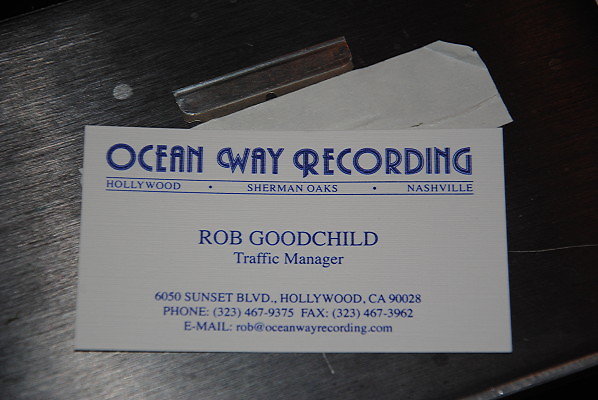 OCEAN WAY RECORDING
HOLLYWOOD • SHERMAN OAKS • NASHVILLE
ROB GOODCHILD
Traffic Manager
6050 SUNSET BLVD., HOLLYWOOD, CA 90028
PHONE: (323) 467-9375 FAX: (323) 467-3962
E-MAIL: rob@oceanwayrecording.com